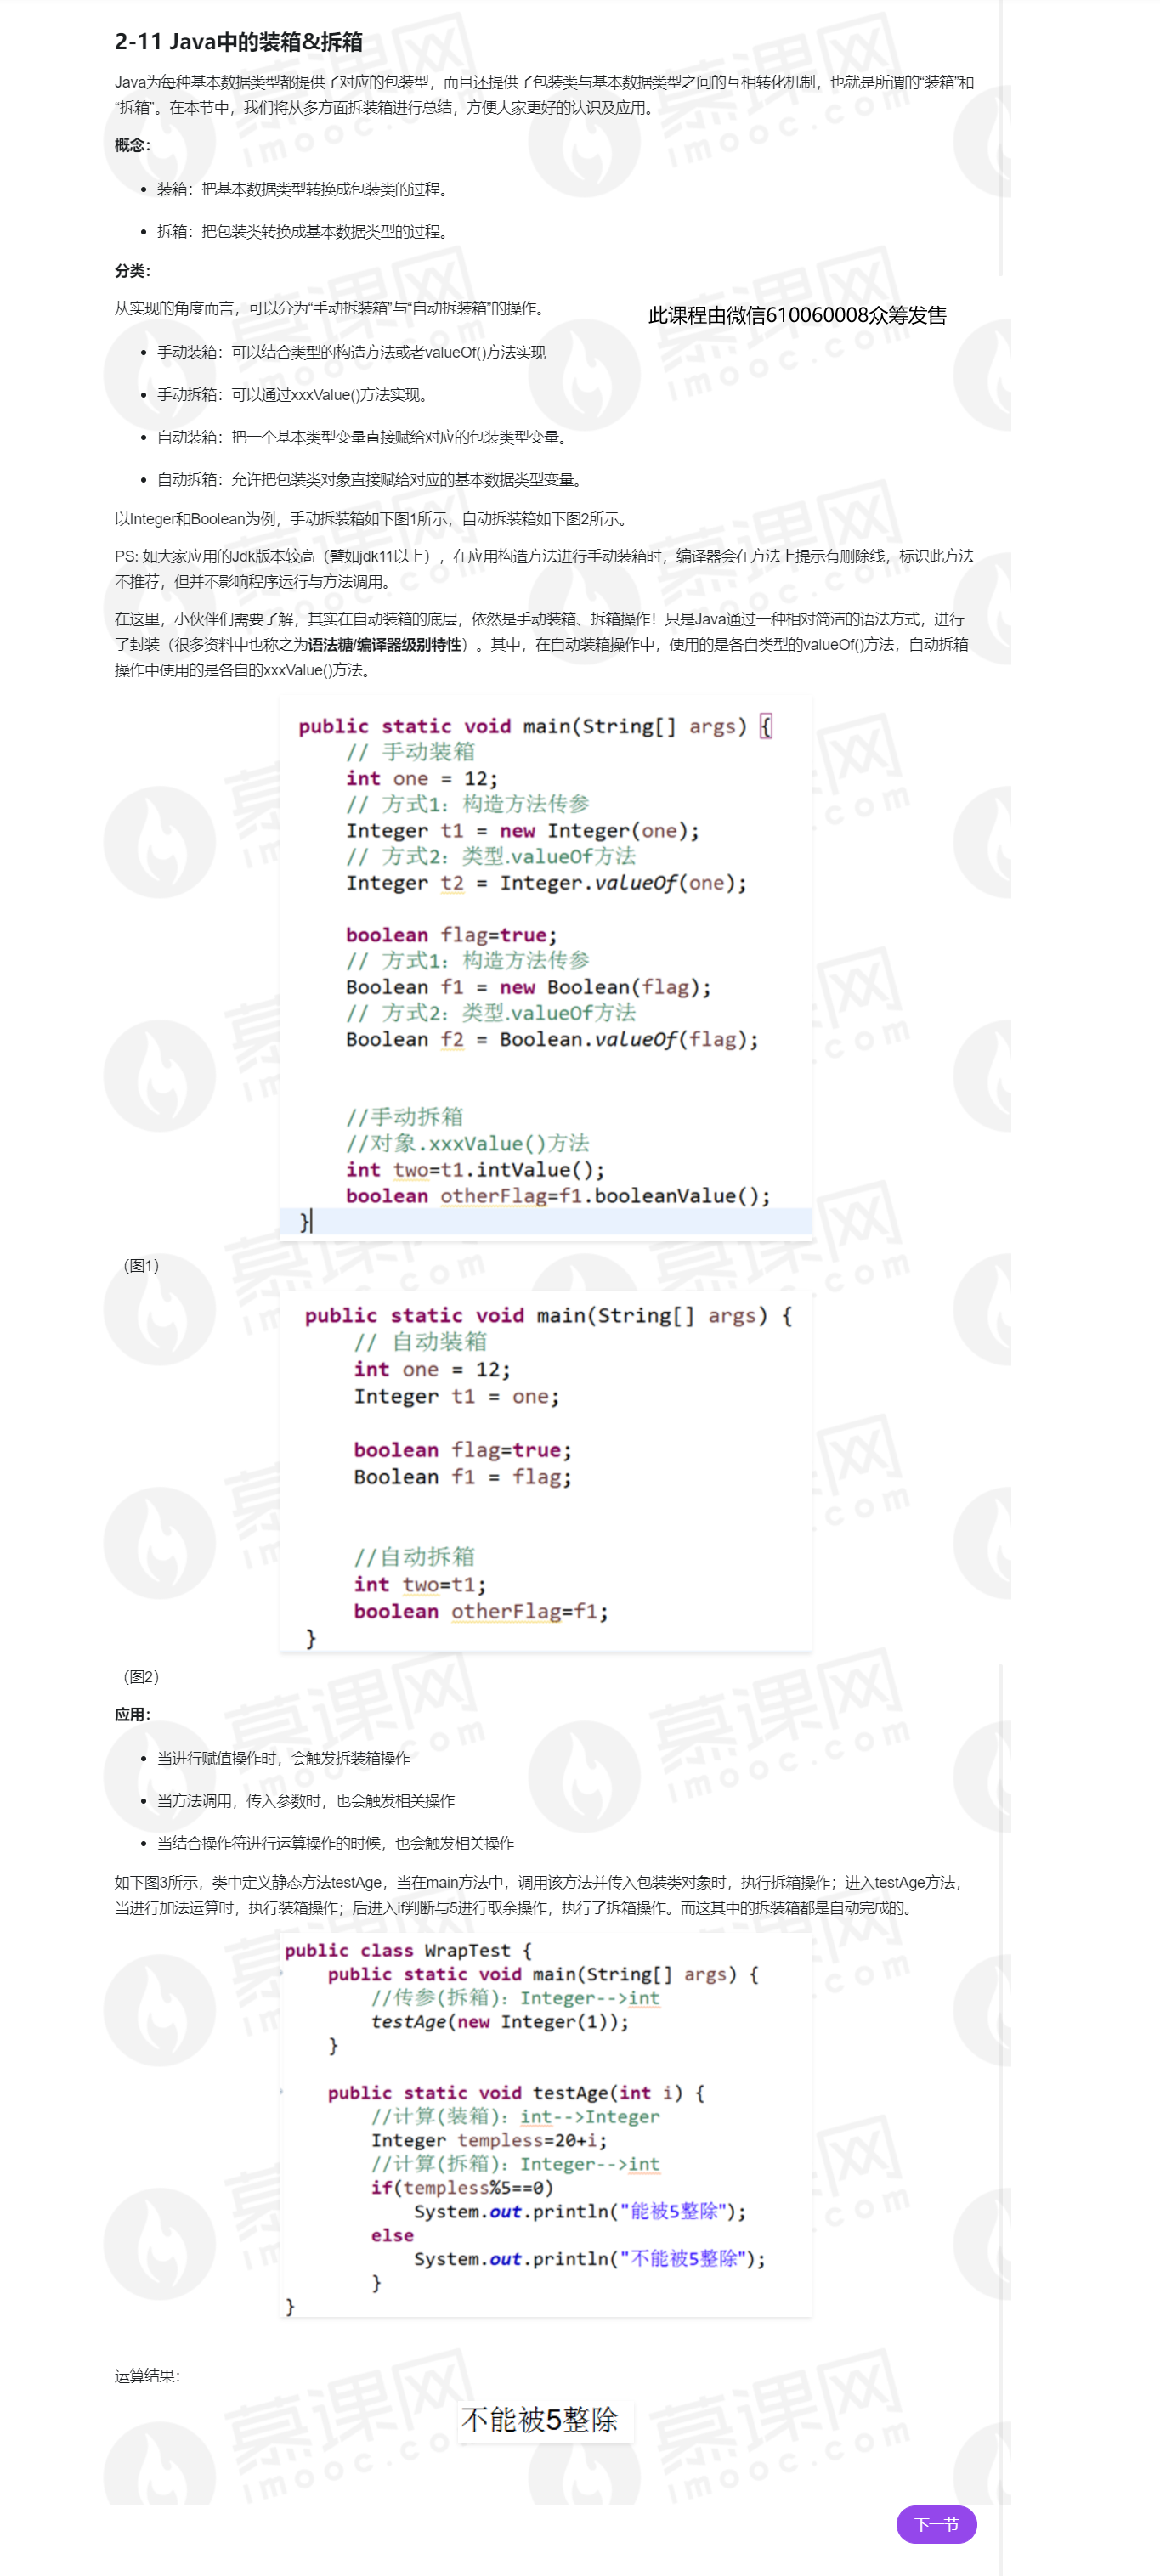 2-11 Java中的装箱&拆箱
Java为每种基本数据类型都提供了对应的包装型，而且还提供了包装类与基本数据类型之间的互相转化机制，也就是所谓的“装箱”和
“拆箱”。在本节中，我们将从多方面拆装箱进行总结，方便大家更好的认识及应用。
概念：
• 装箱：把基本数据类型转换成包装类的过程。
• 拆箱：把包装类转换成基本数据类型的过程。
分类：
从实现的角度而言，可以分为“手动拆装箱”与“自动拆装箱”的操作。
此课程由微信610060008众筹发售
• 手动装箱：可以结合类型的构造方法或者valueOf()方法实现
• 手动拆箱：可以通过xxxValue()方法实现。
• 自动装箱：把一个基本类型变量直接赋给对应的包装类型变量。
• 自动拆箱：允许把包装类对象直接赋给对应的基本数据类型变量。
以Integer和Boolean为例，手动拆装箱如下图1所示，自动拆装箱如下图2所示。
PS: 如大家应用的Jdk版本较高（譬如jdk11以上），在应用构造方法进行手动装箱时，编译器会在方法上提示有删除线，标识此方法
不推荐，但并不影响程序运行与方法调用。
在这里，小伙伴们需要了解，其实在自动装箱的底层，依然是手动装箱、拆箱操作！只是Java通过一种相对简洁的语法方式，进行
了封装（很多资料中也称之为语法糖/编译器级别特性）。其中，在自动装箱操作中，使用的是各自类型的valueOf()方法，自动拆箱
操作中使用的是各自的xxxValue()方法。
public static void main(String[] args) {
// 手动装箱
int one = 12;
// 方式1：构造方法传参
Integer t1 = new Integer(one);
// 方式2：类型.valueOf方法
Integer t2 = Integer.valueOf(one);
boolean flag=true;
// 方式1：构造方法传参
Boolean f1 = new Boolean(flag);
// 方式2：类型.valueOf方法
Boolean f2 = Boolean.valueOf(flag);
//手动拆箱
//对象.xxxValue()方法
int two=t1.intValue();
boolean otherFlag=f1.booleanValue();
}
（图1）
public static void main(String[] args) {
// 自动装箱
int one = 12;
Integer t1 = one;
boolean flag=true;
Boolean f1 = flag;
//自动拆箱
int two=t1;
boolean otherFlag=f1;
}
（图2）
应用：
• 当进行赋值操作时，会触发拆装箱操作
• 当方法调用，传入参数时，也会触发相关操作
• 当结合操作符进行运算操作的时候，也会触发相关操作
如下图3所示，类中定义静态方法testAge，当在main方法中，调用该方法并传入包装类对象时，执行拆箱操作；进入testAge方法，
当进行加法运算时，执行装箱操作；后进入if判断与5进行取余操作，执行了拆箱操作。而这其中的拆装箱都是自动完成的。
public class WrapTest {
public static void main(String[] args) {
//传参(拆箱)：Integer-->int
testAge(new Integer(1));
}
public static void testAge(int i) {
//计算(装箱)：int-->Integer
Integer templess=20+i;
//计算(拆箱)：Integer-->int
if(templess%5==0)
System.out.println("能被5整除");
else
System.out.println("不能被5整除");
}
}
运算结果：
不能被5整除
下一节